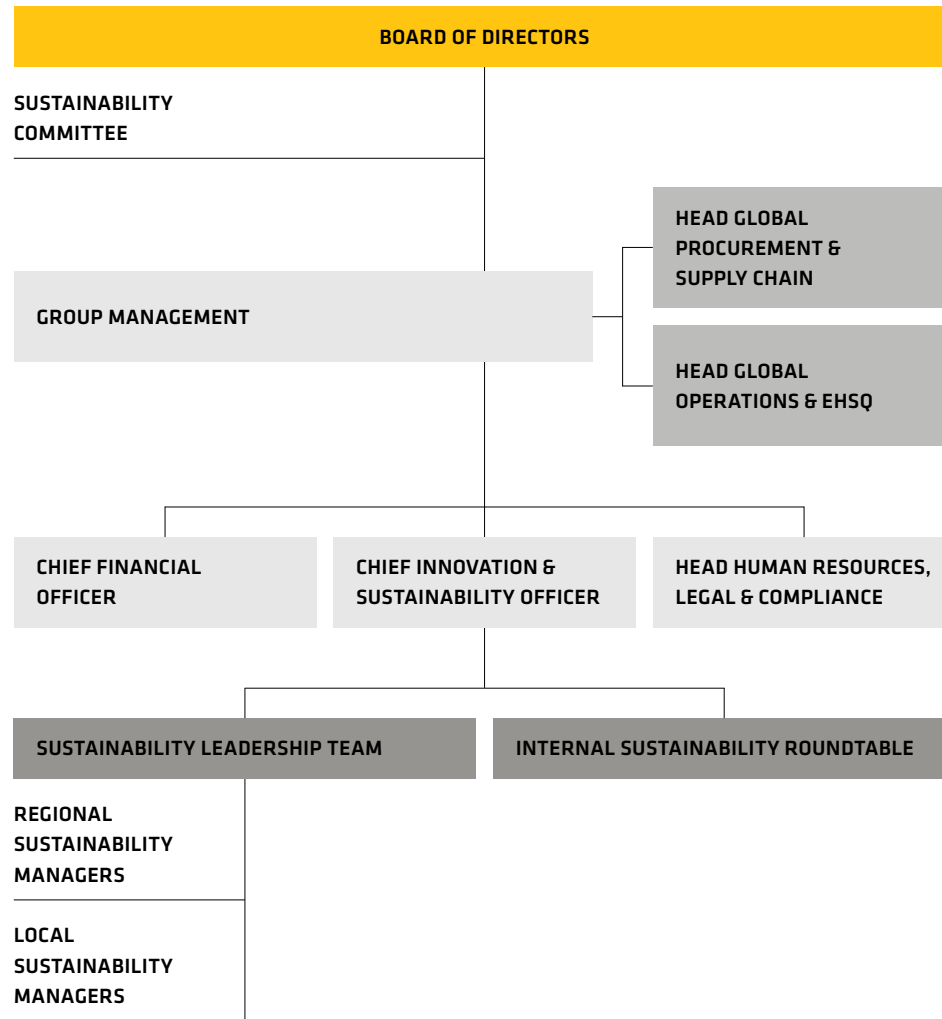 BOARD OF DIRECTORS
SUSTAINABILITY
COMMITTEE
HEAD GLOBAL
PROCUREMENT &
SUPPLY CHAIN
GROUP MANAGEMENT
HEAD GLOBAL
OPERATIONS & EHSQ
CHIEF FINANCIAL
OFFICER
CHIEF INNOVATION &
SUSTAINABILITY OFFICER
HEAD HUMAN RESOURCES,
LEGAL & COMPLIANCE
SUSTAINABILITY LEADERSHIP TEAM
INTERNAL SUSTAINABILITY ROUNDTABLE
REGIONAL
SUSTAINABILITY
MANAGERS
LOCAL
SUSTAINABILITY
MANAGERS